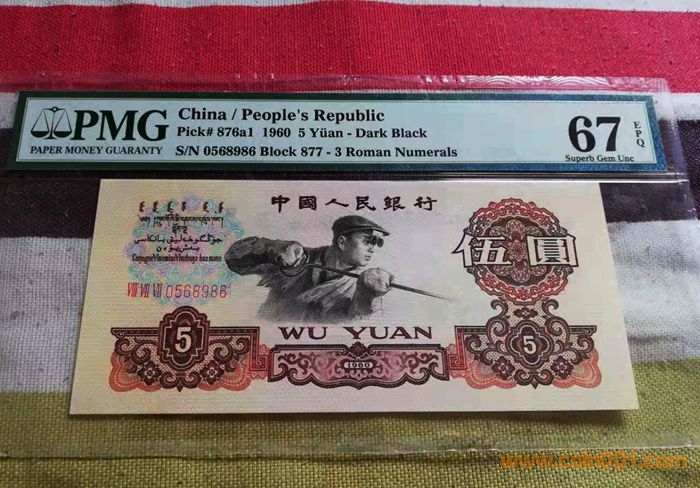 PMG
PAPER MONEY GUARANTY
China / People's Republic
Pick# 876a1 1960 5 Yüan - Dark Black
S/N 0568986 Block 877 - 3 Roman Numerals
67
EPQ
Superb Gem Unc
中國人民銀行
伍圓
VIII VII VII 0568986
5
WU YUAN
5
1960
www.coin001.com